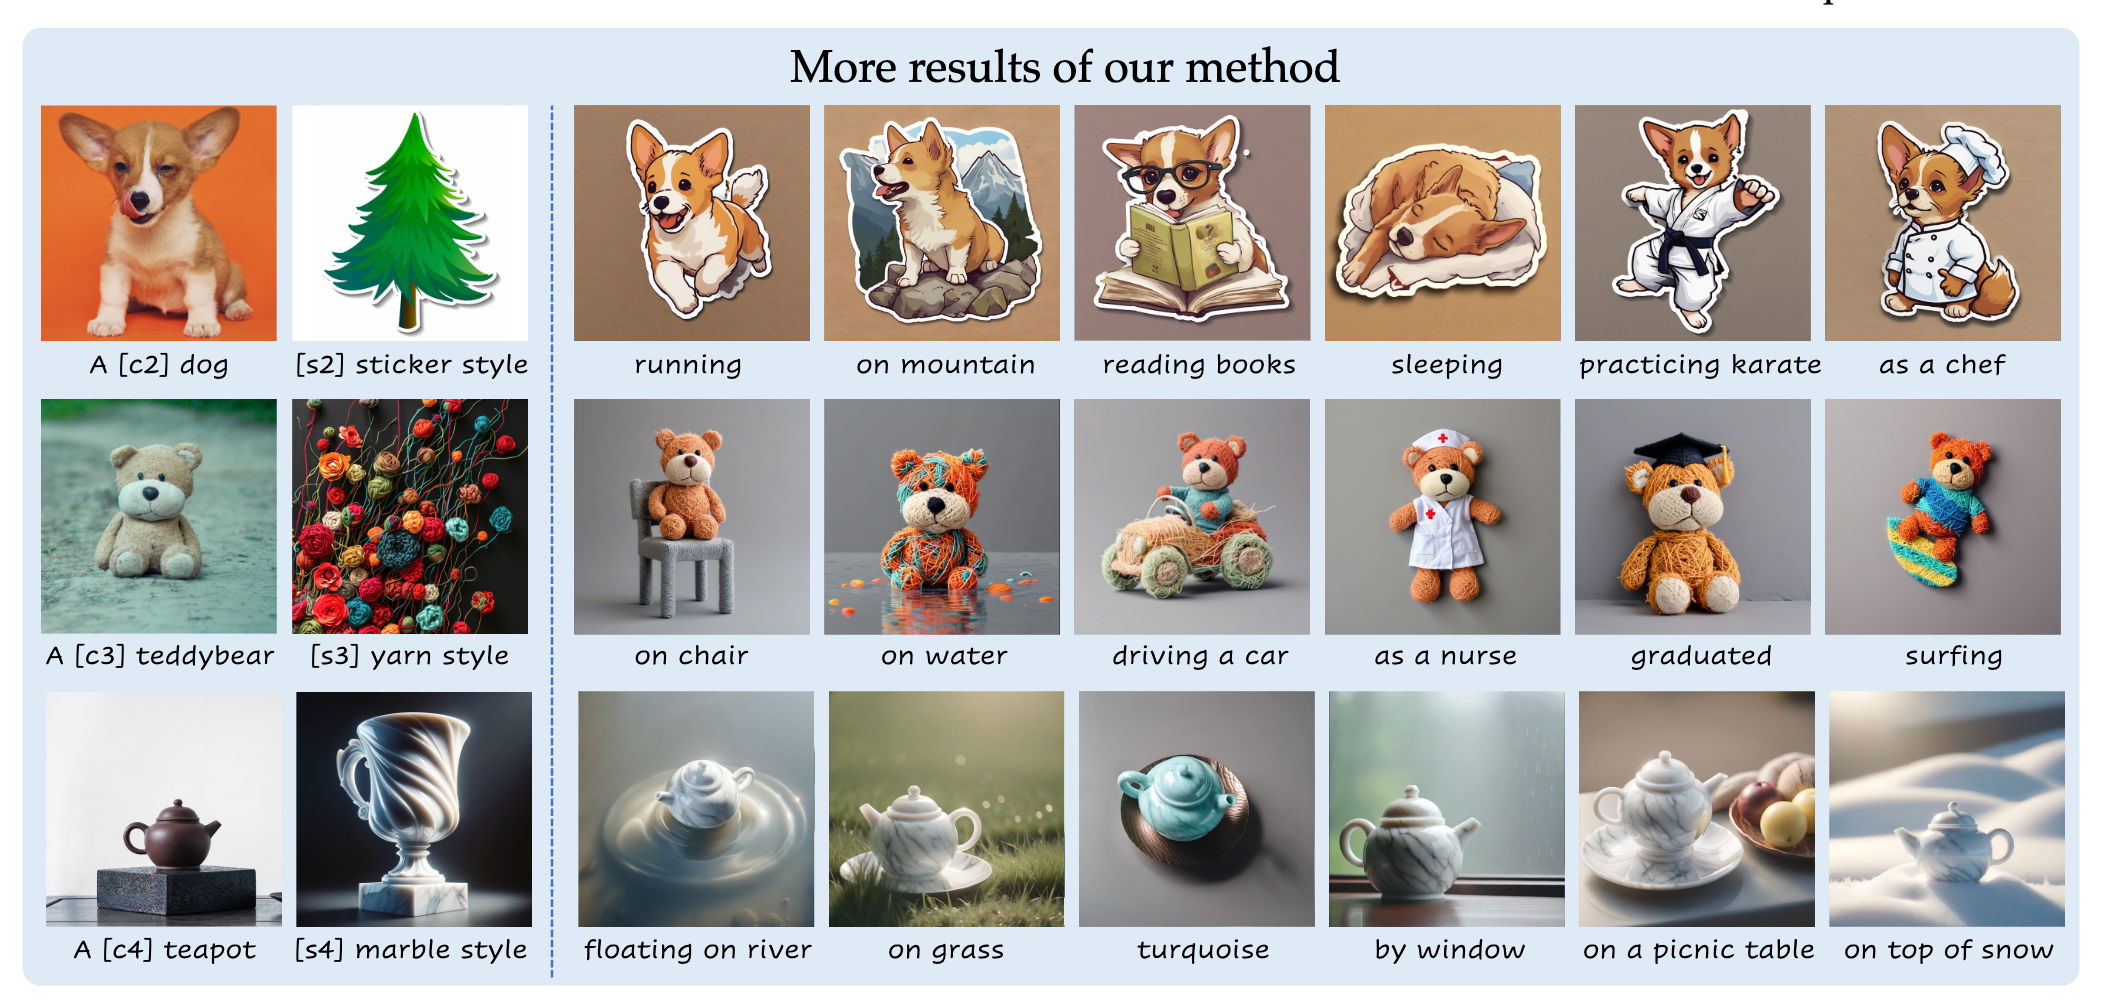 More results of our method
A [c2] dog
[s2] sticker style
running
on mountain
reading books
sleeping
practicing karate
as a chef
A [c3] teddybear
[s3] yarn style
on chair
on water
driving a car
as a nurse
graduated
surfing
A [c4] teapot
[s4] marble style
floating on river
on grass
turquoise
by window
on a picnic table
on top of snow